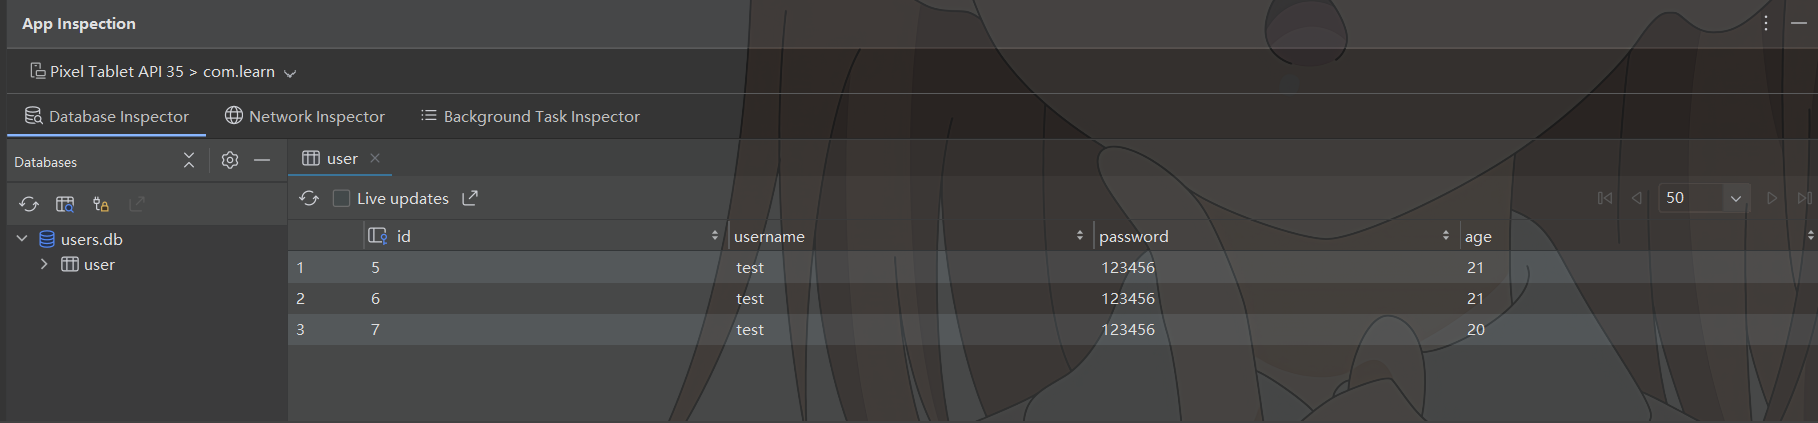 App Inspection
Pixel Tablet API 35 > com.learn
Database Inspector Network Inspector Background Task Inspector
Databases
user
Live updates
50
users.db
user
id username password age
1 5 test 123456 21
2 6 test 123456 21
3 7 test 123456 20